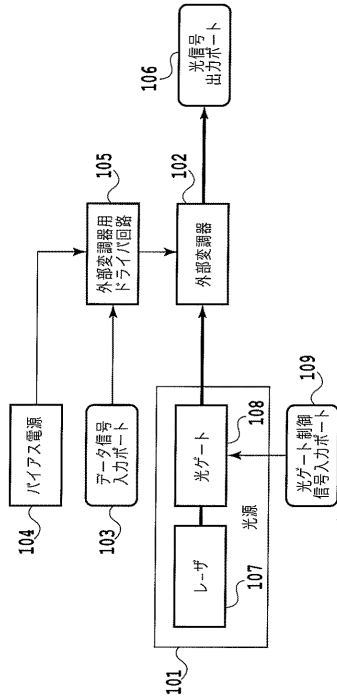 104
バイアス電源
103
データ信号
入力ポート
105
外部変調器用
ドライバ回路
102
外部変調器
106
光信号
出力ポート
101
レーザ
107
光ゲート
108
光源
109
光ゲート制御
信号入力ポート